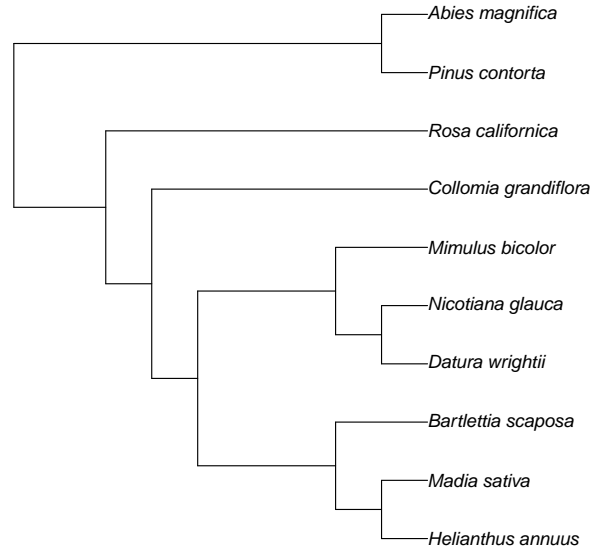 Abies magnifica
Pinus contorta
Rosa californica
Collomia grandiflora
Mimulus bicolor
Nicotiana glauca
Datura wrightii
Bartlettia scaposa
Madia sativa
Helianthus annuus